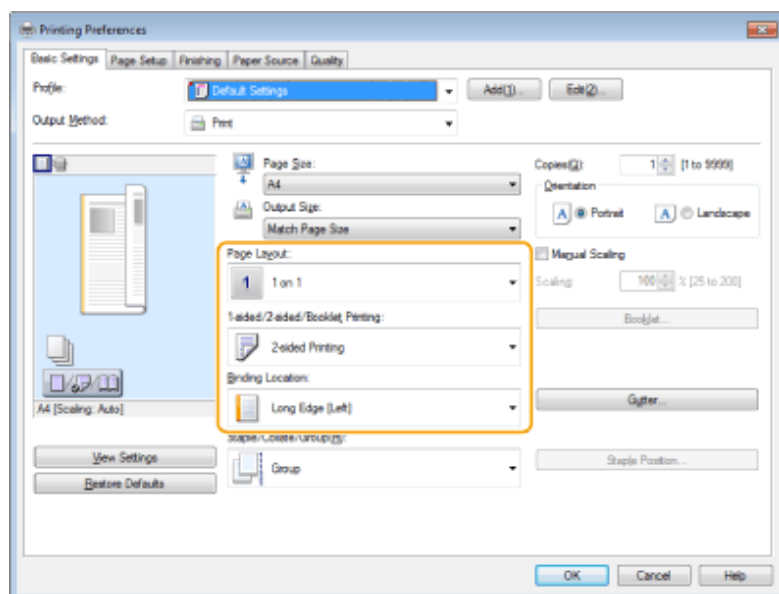 Printing Preferences
Basic Settings Page Setup Finishing Paper Source Quality
Profile: Default Settings Add(1)... Edit(2)...
Output Method: Print
Page Size: Copies(Q): 1 [1 to 9999]
A4 Orientation
Output Size: A Portrait A Landscape
Match Page Size
Page Layout: Manual Scaling
1 1 on 1 Scaling: 100 % [25 to 200]
1-sided/2-sided/Booklet Printing: Booklet...
2-sided Printing
Binding Location:
A4 [Scaling: Auto] Long Edge [Left] Gutter...
Staple/Collate/Group(R):
View Settings Group Staple Position...
Restore Defaults
OK Cancel Help